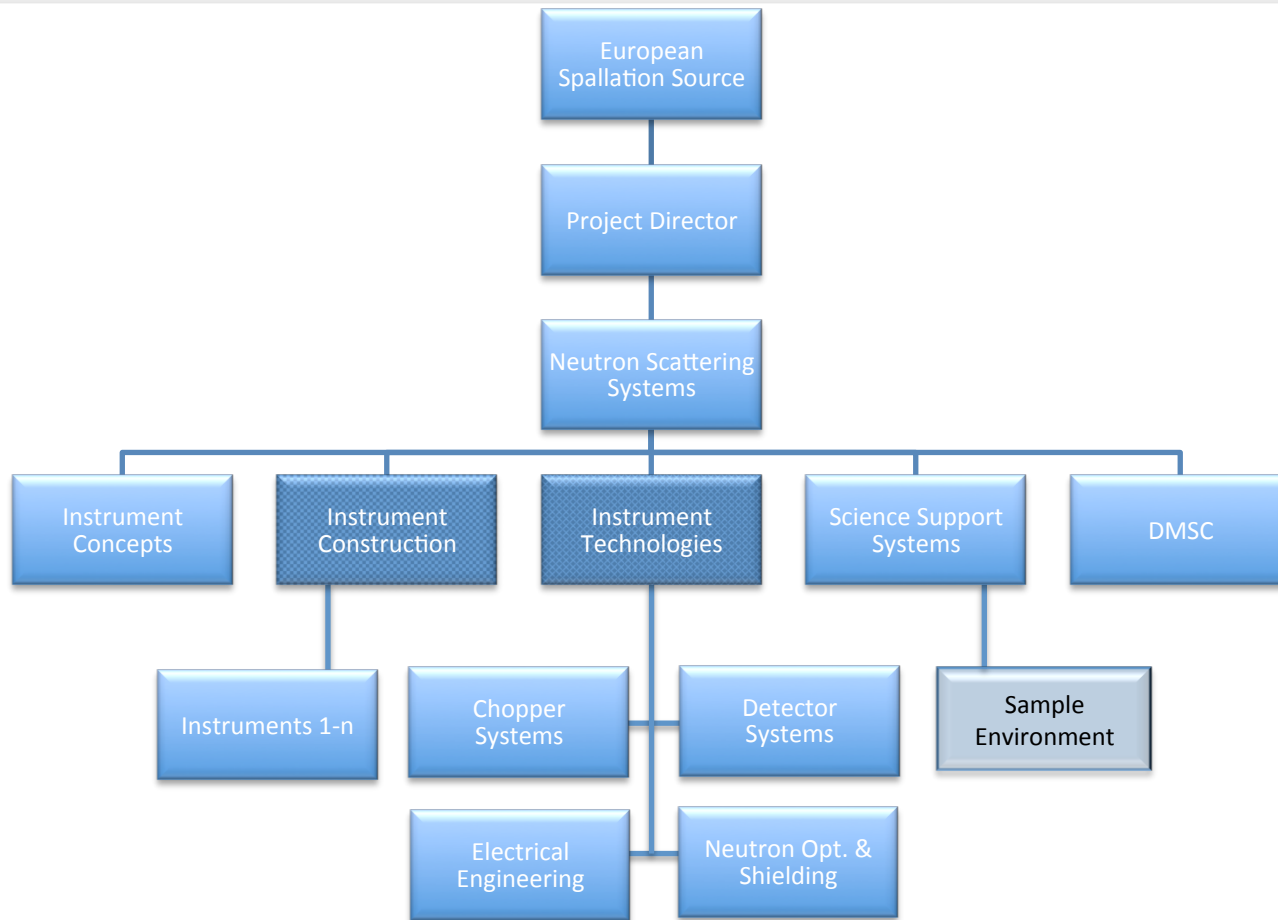 European
Spallation Source
Project Director
Neutron Scattering
Systems
Instrument
Concepts
Instrument
Construction
Instrument
Technologies
Science Support
Systems
DMSC
Instruments 1-n
Chopper
Systems
Detector
Systems
Sample
Environment
Electrical
Engineering
Neutron Opt. &
Shielding